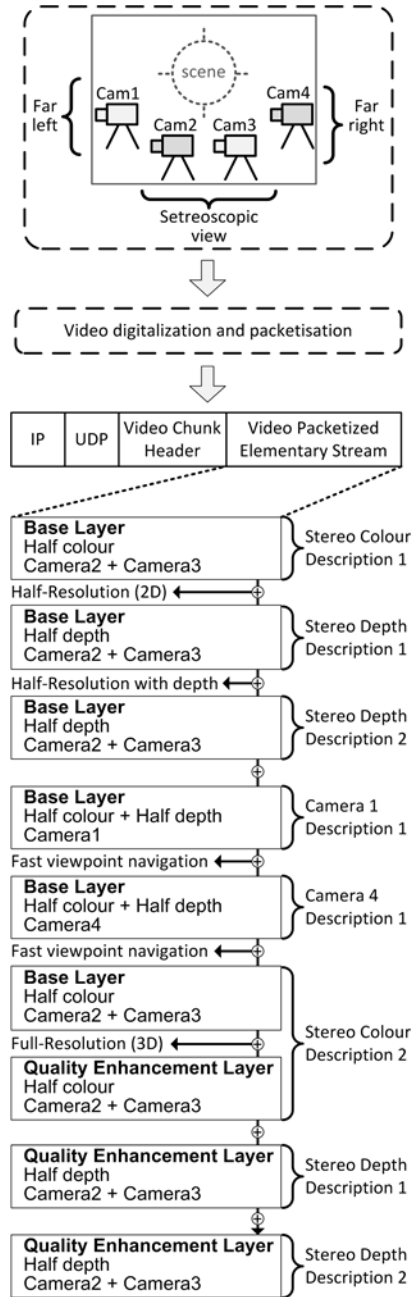 scene
Cam1
Cam4
Far
left
Cam2
Cam3
Far
right
Setreoscopic
view
Video digitalization and packetisation
IP
UDP
Video Chunk
Header
Video Packetized
Elementary Stream
Base Layer
Half colour
Camera2 + Camera3
Stereo Colour
Description 1
Half-Resolution (2D)
Base Layer
Half depth
Camera2 + Camera3
Stereo Depth
Description 1
Half-Resolution with depth
Base Layer
Half depth
Camera2 + Camera3
Stereo Depth
Description 2
Base Layer
Half colour + Half depth
Camera1
Camera 1
Description 1
Fast viewpoint navigation
Base Layer
Half colour + Half depth
Camera4
Camera 4
Description 1
Fast viewpoint navigation
Base Layer
Half colour
Camera2 + Camera3
Full-Resolution (3D)
Stereo Colour
Description 2
Quality Enhancement Layer
Half colour
Camera2 + Camera3
Quality Enhancement Layer
Half depth
Camera2 + Camera3
Stereo Depth
Description 1
Quality Enhancement Layer
Half depth
Camera2 + Camera3
Stereo Depth
Description 2